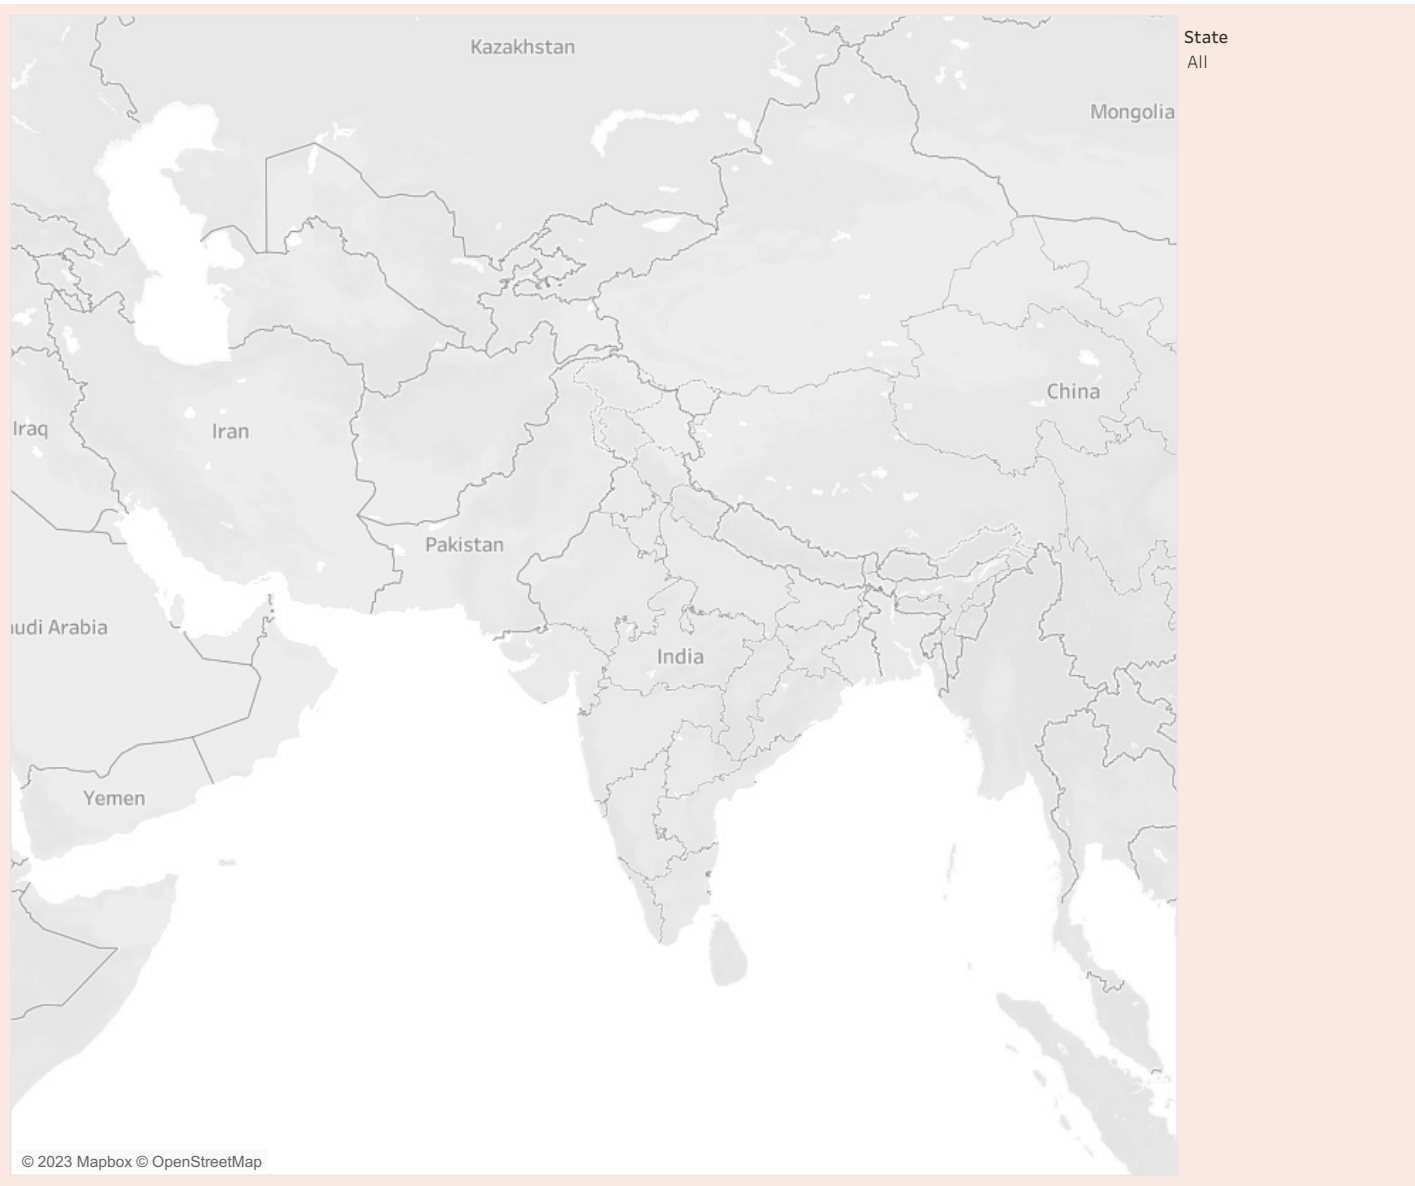 Kazakhstan
State
All
Mongolia
China
Iraq
Iran
Pakistan
udi Arabia
India
Yemen
© 2023 Mapbox © OpenStreetMap